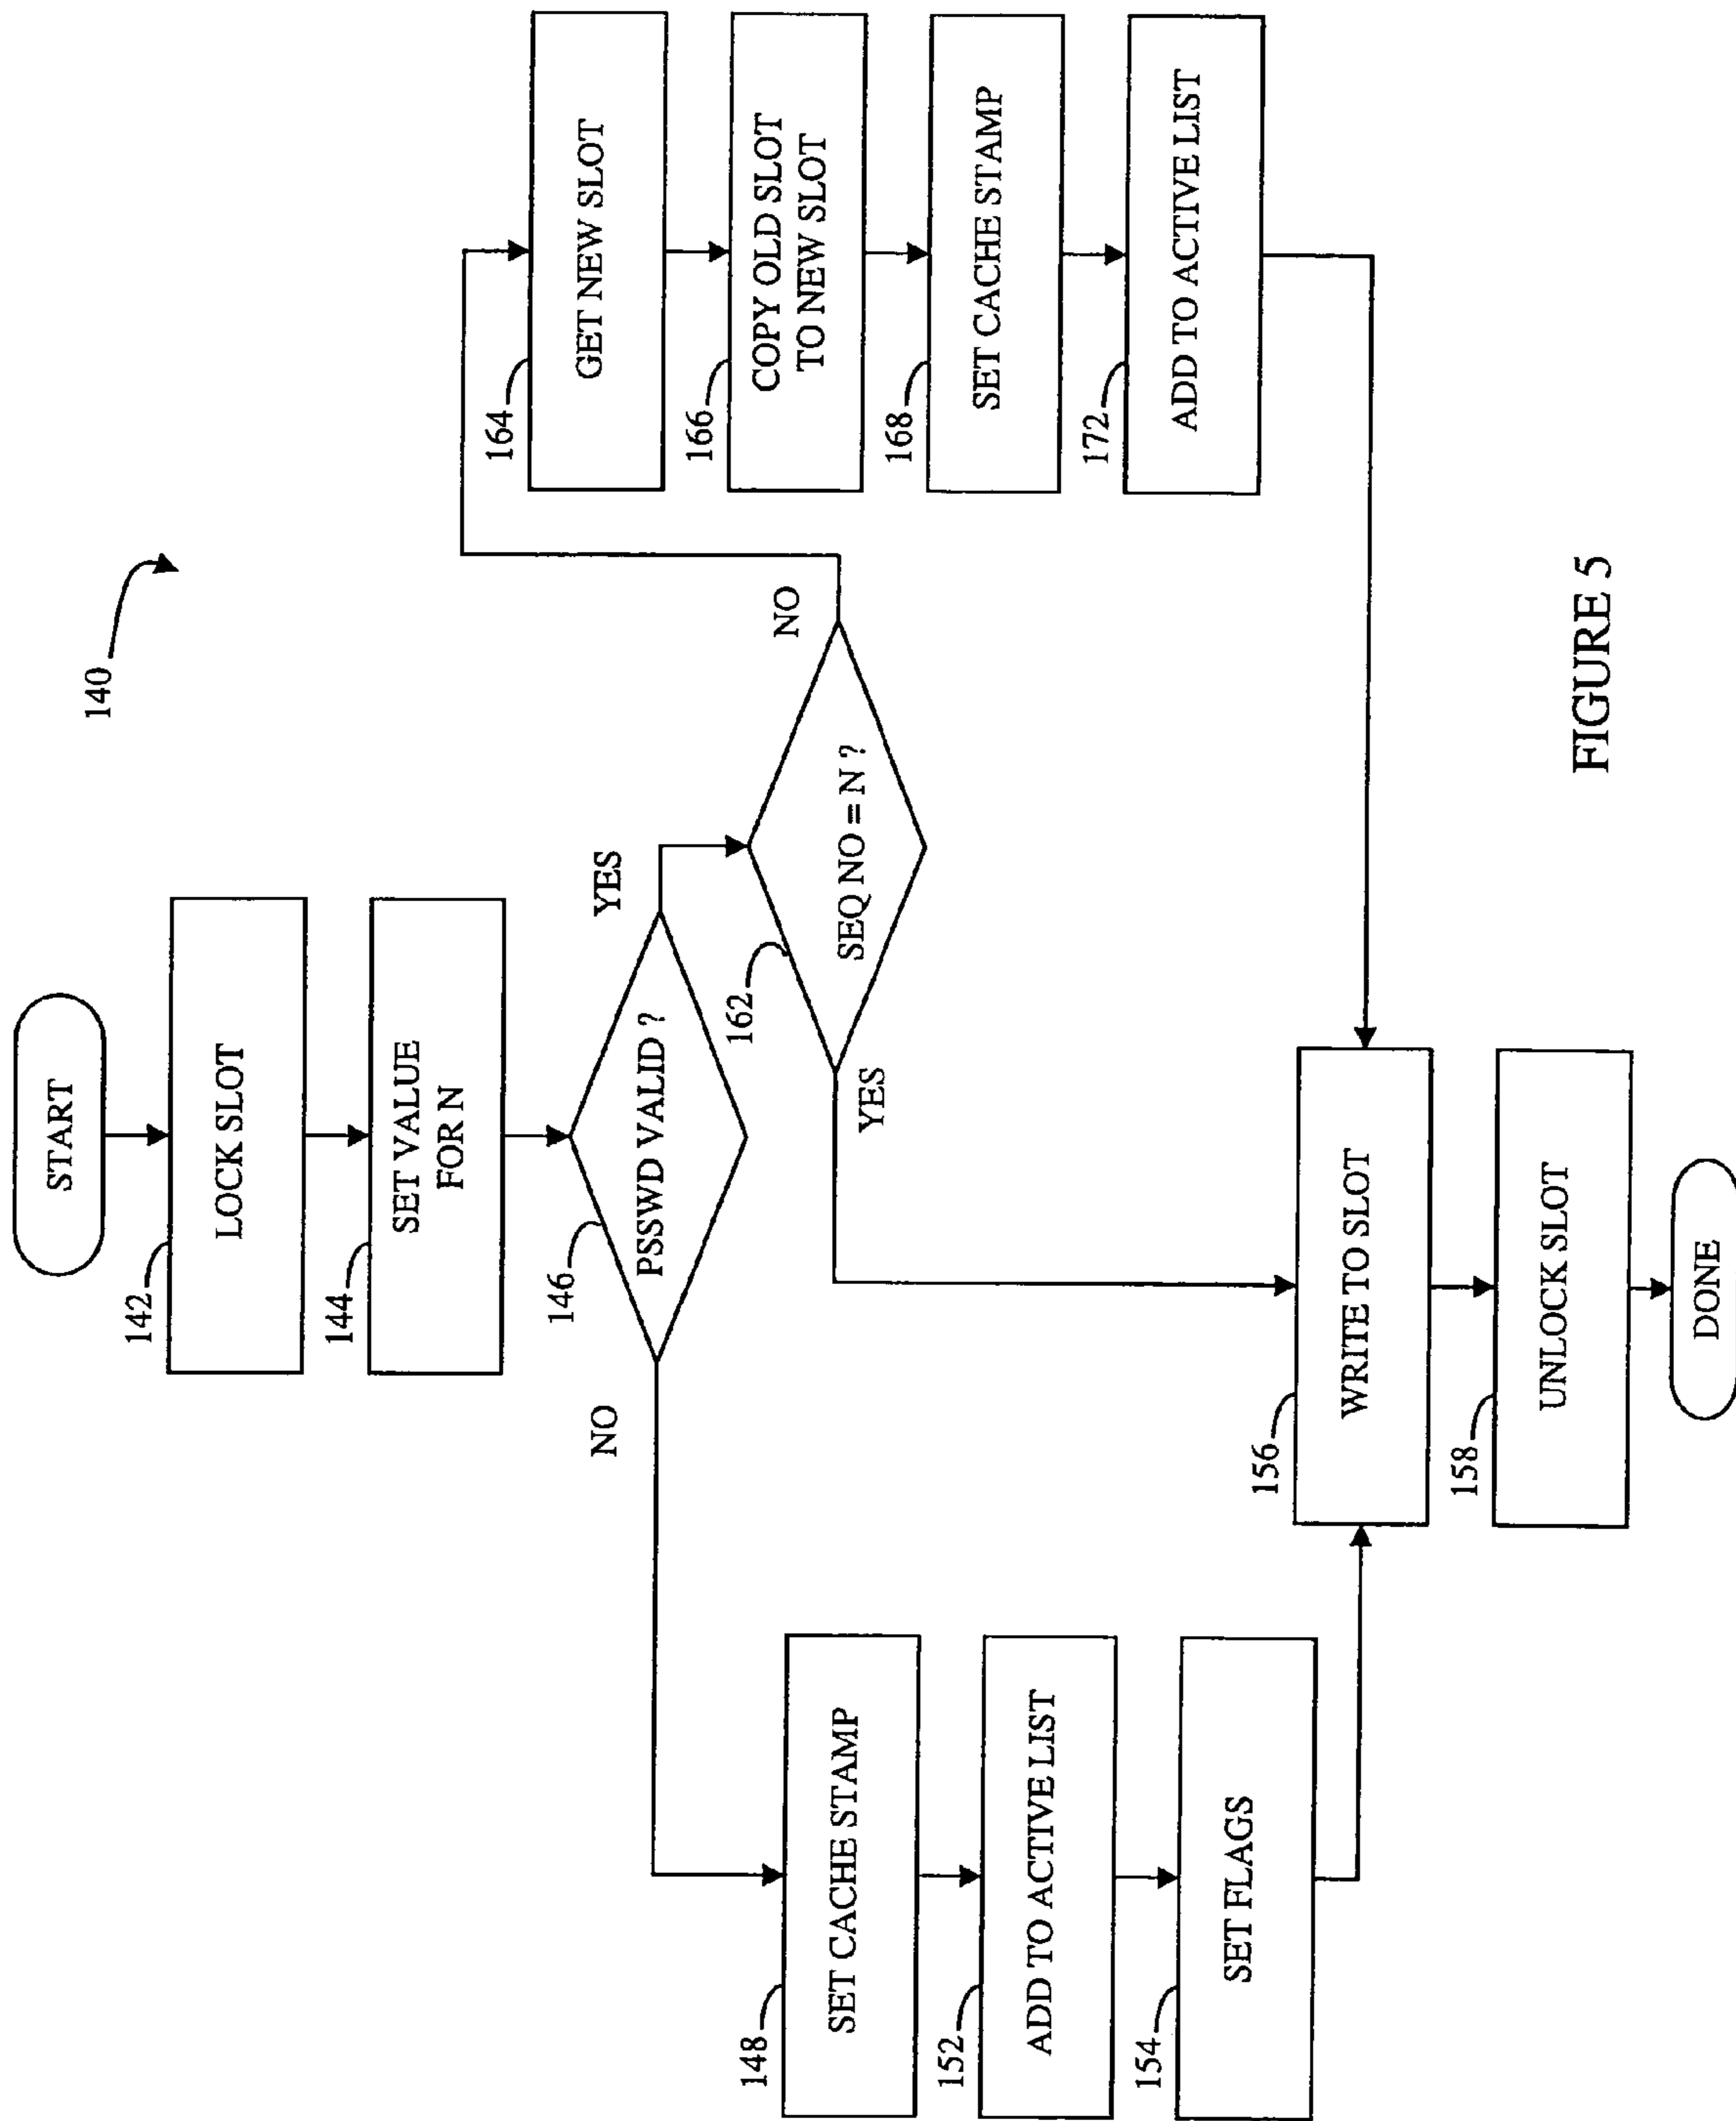 140
START
142
LOCK SLOT
144
SET VALUE
FOR N
146
PSSWD VALID ?
NO
YES
148
SET CACHE STAMP
152
ADD TO ACTIVE LIST
154
SET FLAGS
162
SEQ NO = N ?
YES
NO
164
GET NEW SLOT
166
COPY OLD SLOT
TO NEW SLOT
168
SET CACHE STAMP
172
ADD TO ACTIVE LIST
156
WRITE TO SLOT
158
UNLOCK SLOT
DONE
FIGURE 5